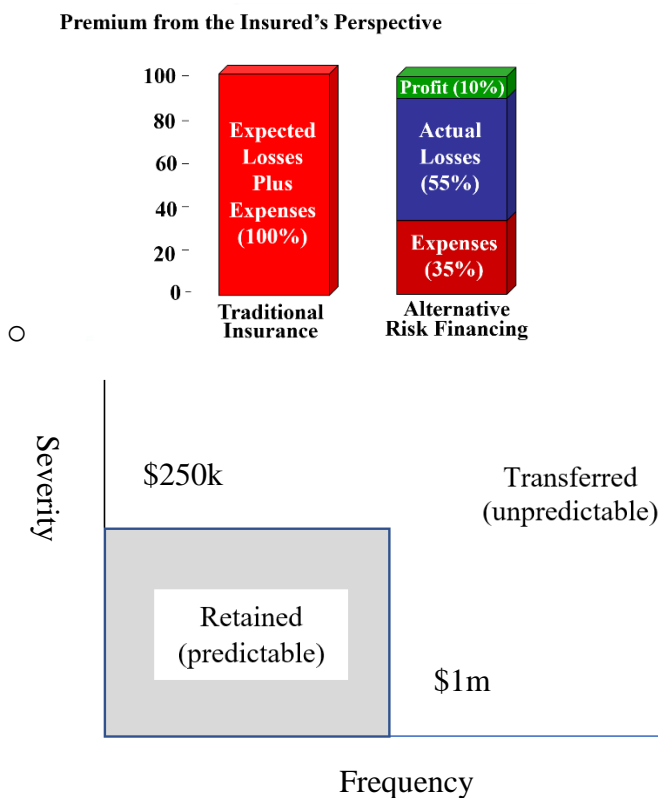 Premium from the Insured’s Perspective
100
80
60
40
20
0
Expected
Losses
Plus
Expenses
(100%)
Profit (10%)
Actual
Losses
(55%)
Expenses
(35%)
Traditional
Insurance
Alternative
Risk Financing
Severity
$250k
Transferred
(unpredictable)
Retained
(predictable)
$1m
Frequency